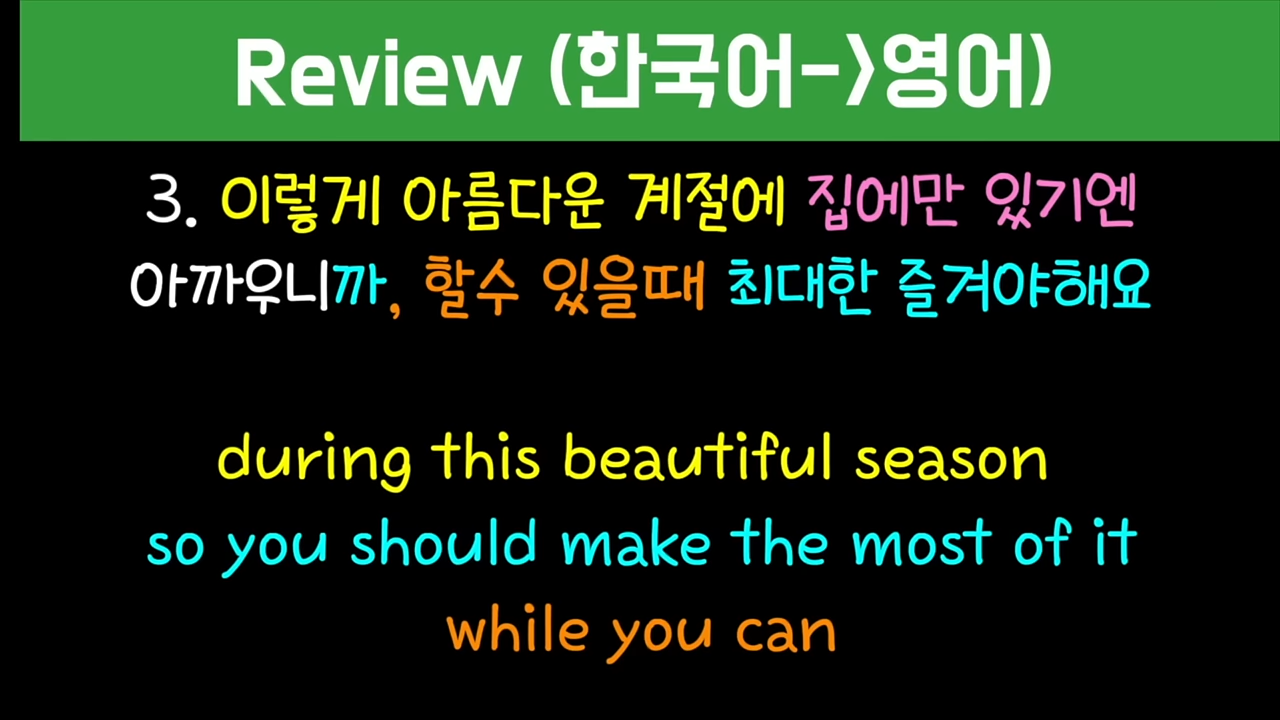 Review (한국어->영어)
3. 이렇게 아름다운 계절에 집에만 있기엔
아까우니까, 할수 있을때 최대한 즐겨야해요
during this beautiful season
so you should make the most of it
while you can